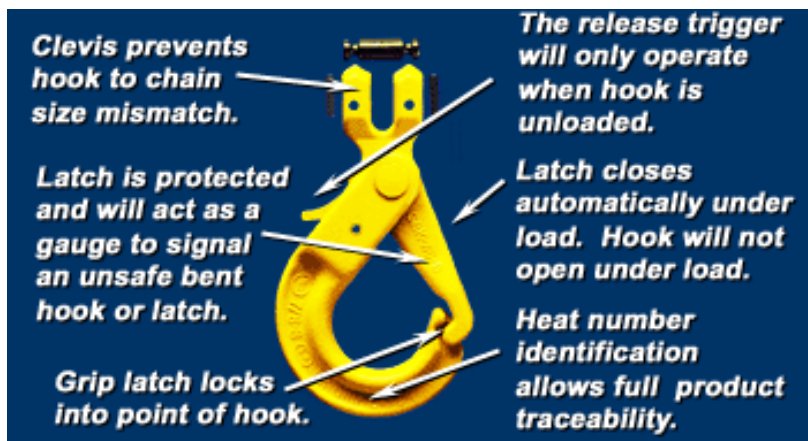 Clevis prevents
hook to chain
size mismatch.
The release trigger
will only operate
when hook is
unloaded.
Latch is protected
and will act as a
gauge to signal
an unsafe bent
hook or latch.
Latch closes
automatically under
load.  Hook will not
open under load.
Grip latch locks
into point of hook.
Heat number
identification
allows full  product
traceability.